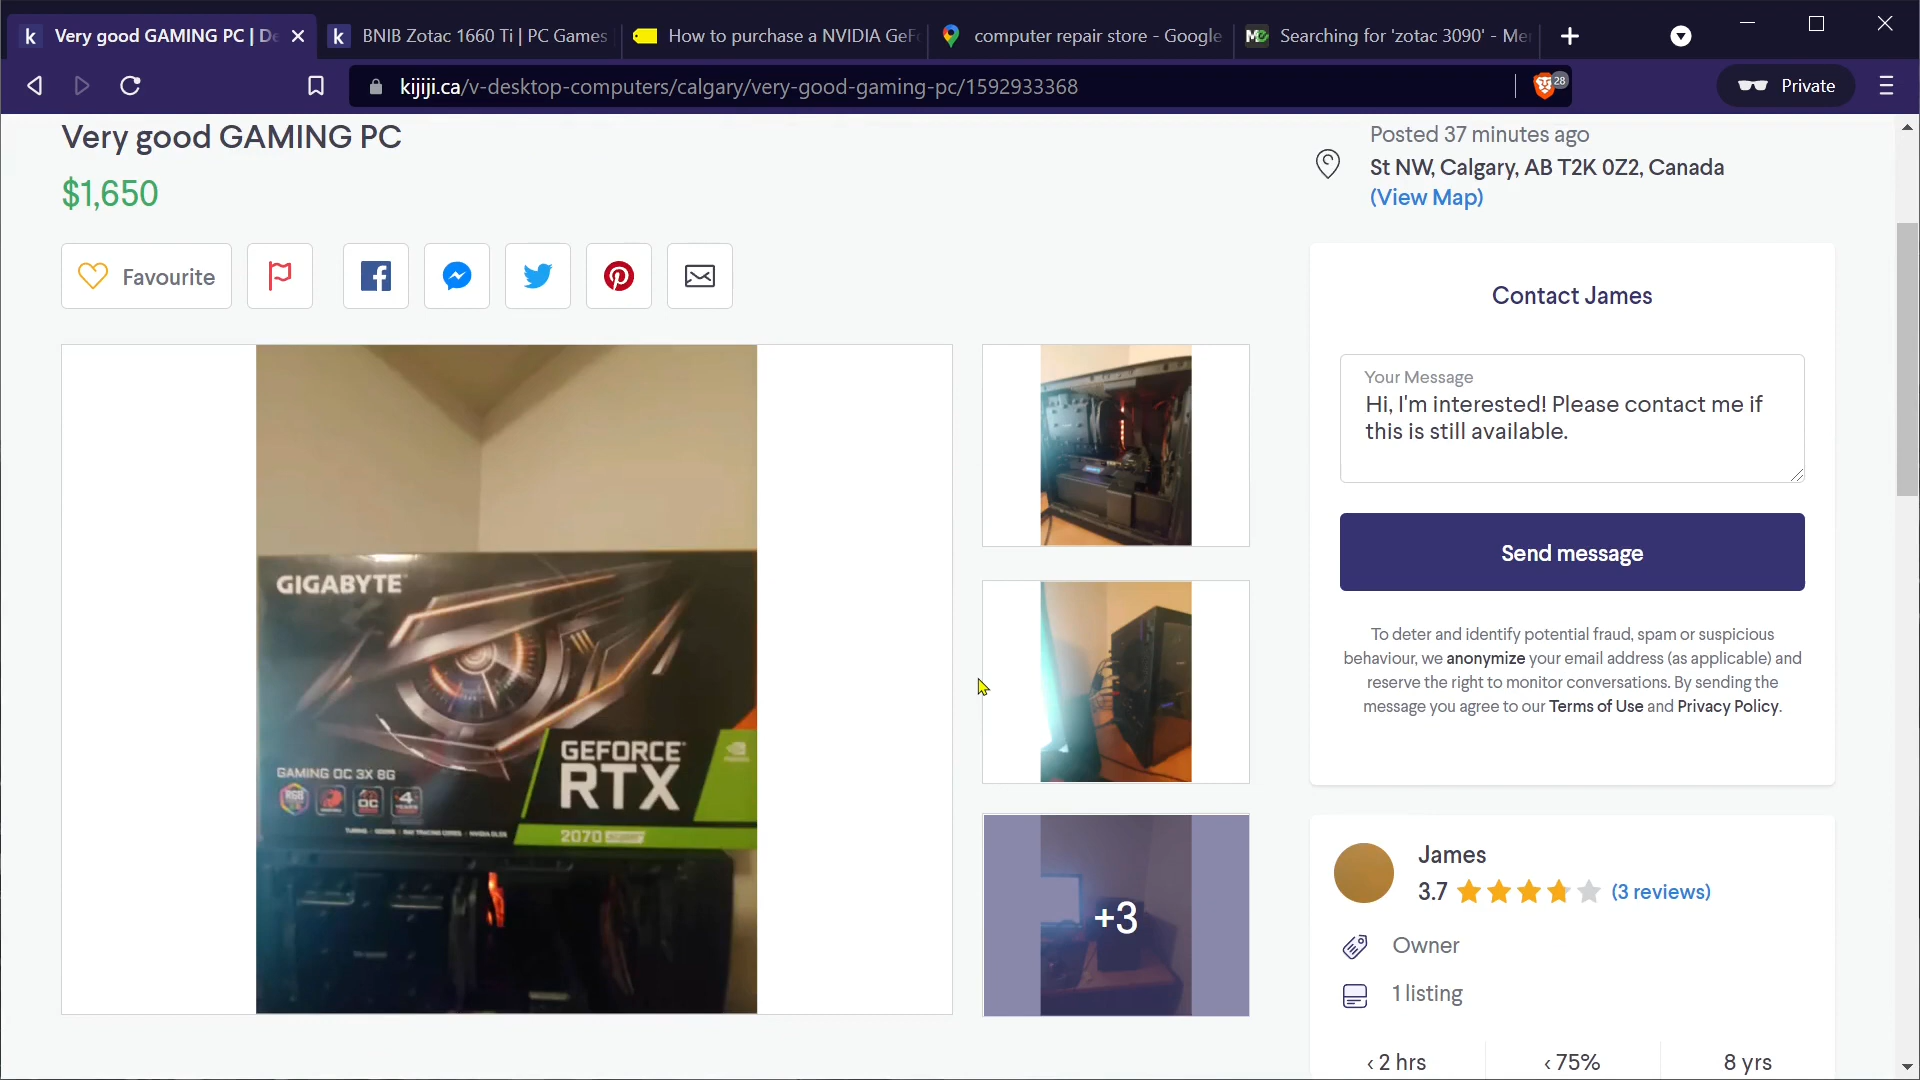 Very good GAMING PC | De
BNIB Zotac 1660 Ti | PC Games
How to purchase a NVIDIA GeF
computer repair store - Google
Searching for 'zotac 3090' - Me
kijiji.ca/v-desktop-computers/calgary/very-good-gaming-pc/1592933368
28
Private
Very good GAMING PC
$1,650
Posted 37 minutes ago
St NW, Calgary, AB T2K 0Z2, Canada
(View Map)
Favourite
Contact James
Your Message
Hi, I'm interested! Please contact me if
this is still available.
Send message
To deter and identify potential fraud, spam or suspicious
behaviour, we anonymize your email address (as applicable) and
reserve the right to monitor conversations. By sending the
message you agree to our Terms of Use and Privacy Policy.
GIGABYTE
GEFORCE
RTX
GAMING OC 3X 8G
RGB
OC
4
2070 SUPER
+3
James
3.7
(3 reviews)
Owner
1 listing
< 2 hrs
< 75%
8 yrs